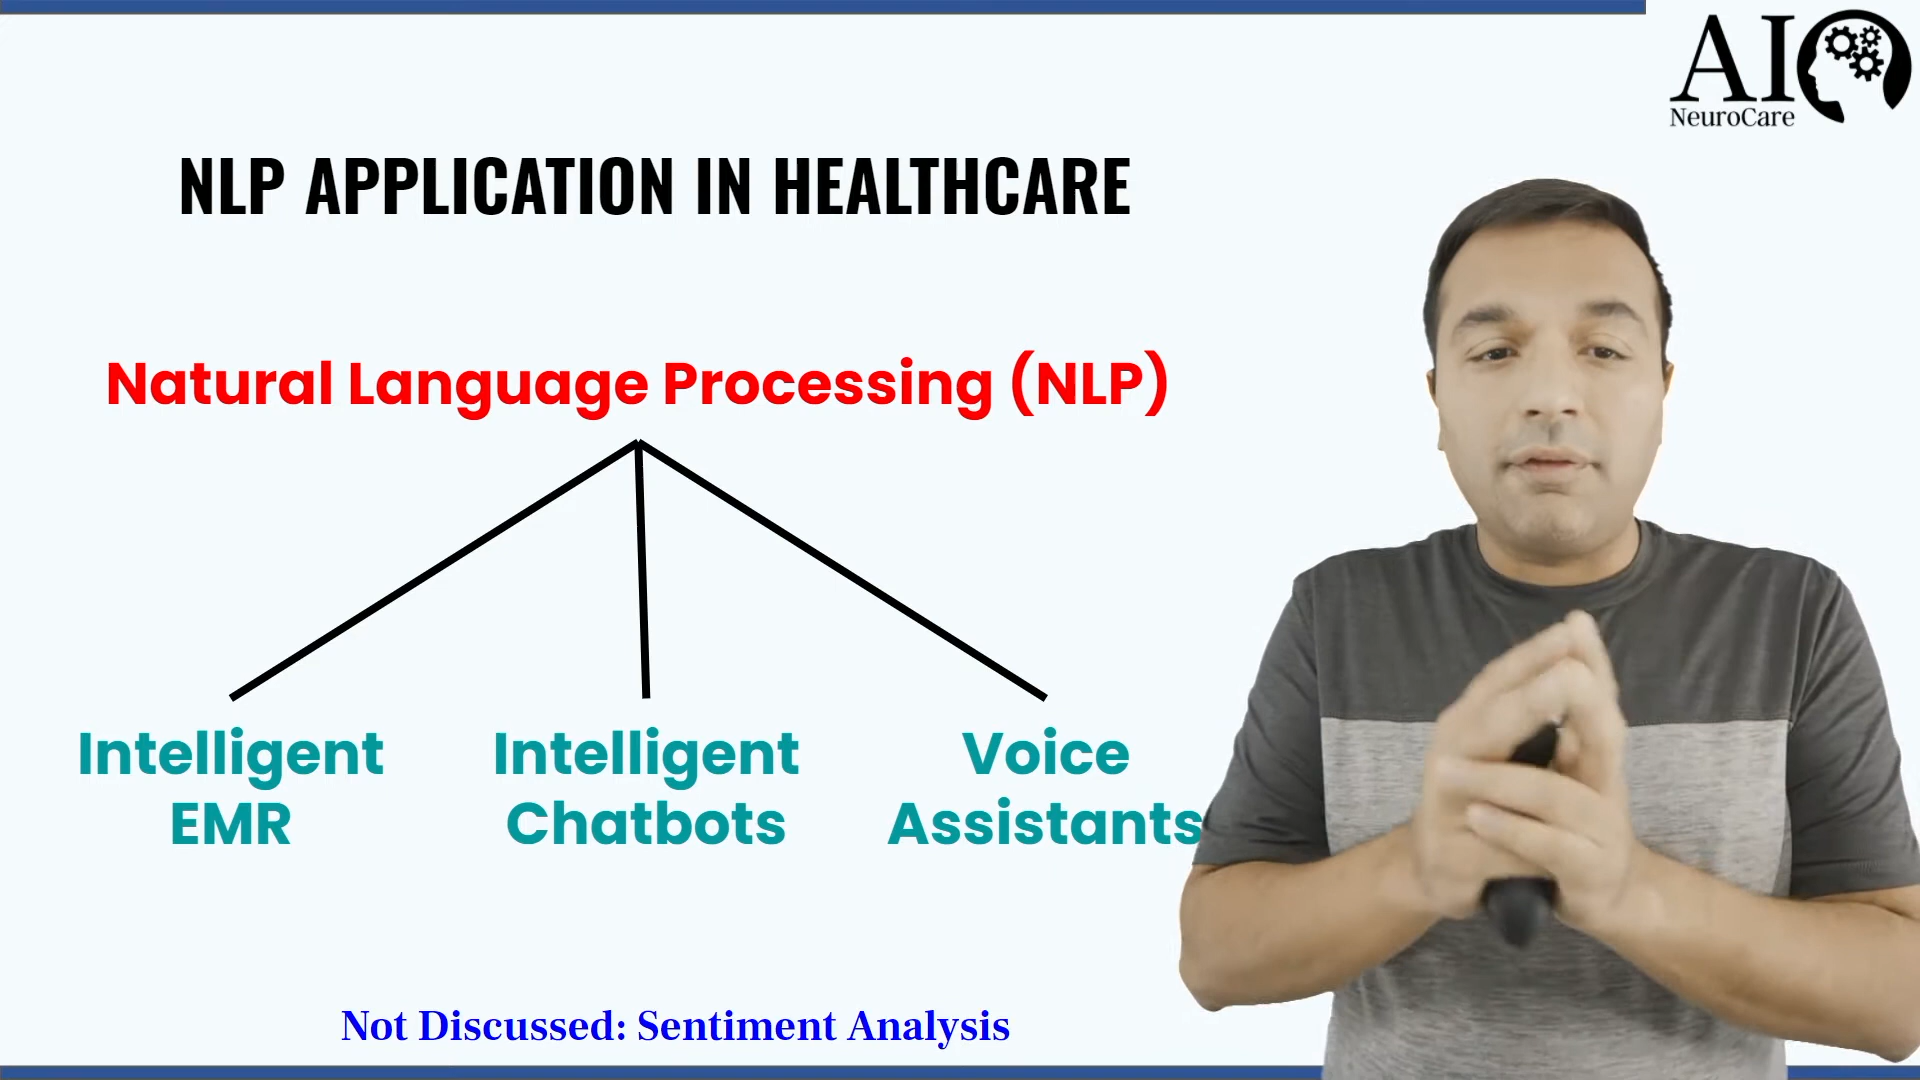 AI
NeuroCare
NLP APPLICATION IN HEALTHCARE
Natural Language Processing (NLP)
Intelligent
EMR
Intelligent
Chatbots
Voice
Assistants
Not Discussed: Sentiment Analysis